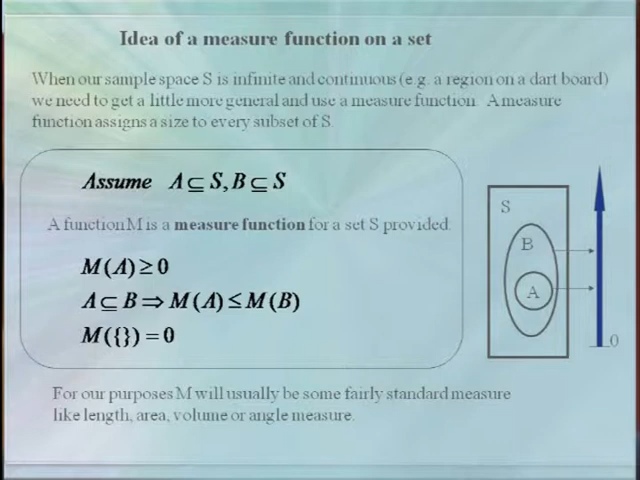 Idea of a measure function on a set
When our sample space S is infinite and continuous (e.g. a region on a dart board)
we need to get a little more general and use a measure function. A measure
function assigns a size to every subset of S.
Assume A ⊆ S, B ⊆ S
A function M is a measure function for a set S provided:
M(A) ≥ 0
A ⊆ B ⇒ M(A) ≤ M(B)
M({}) = 0
S
B
A
0
For our purposes M will usually be some fairly standard measure
like length, area, volume or angle measure.